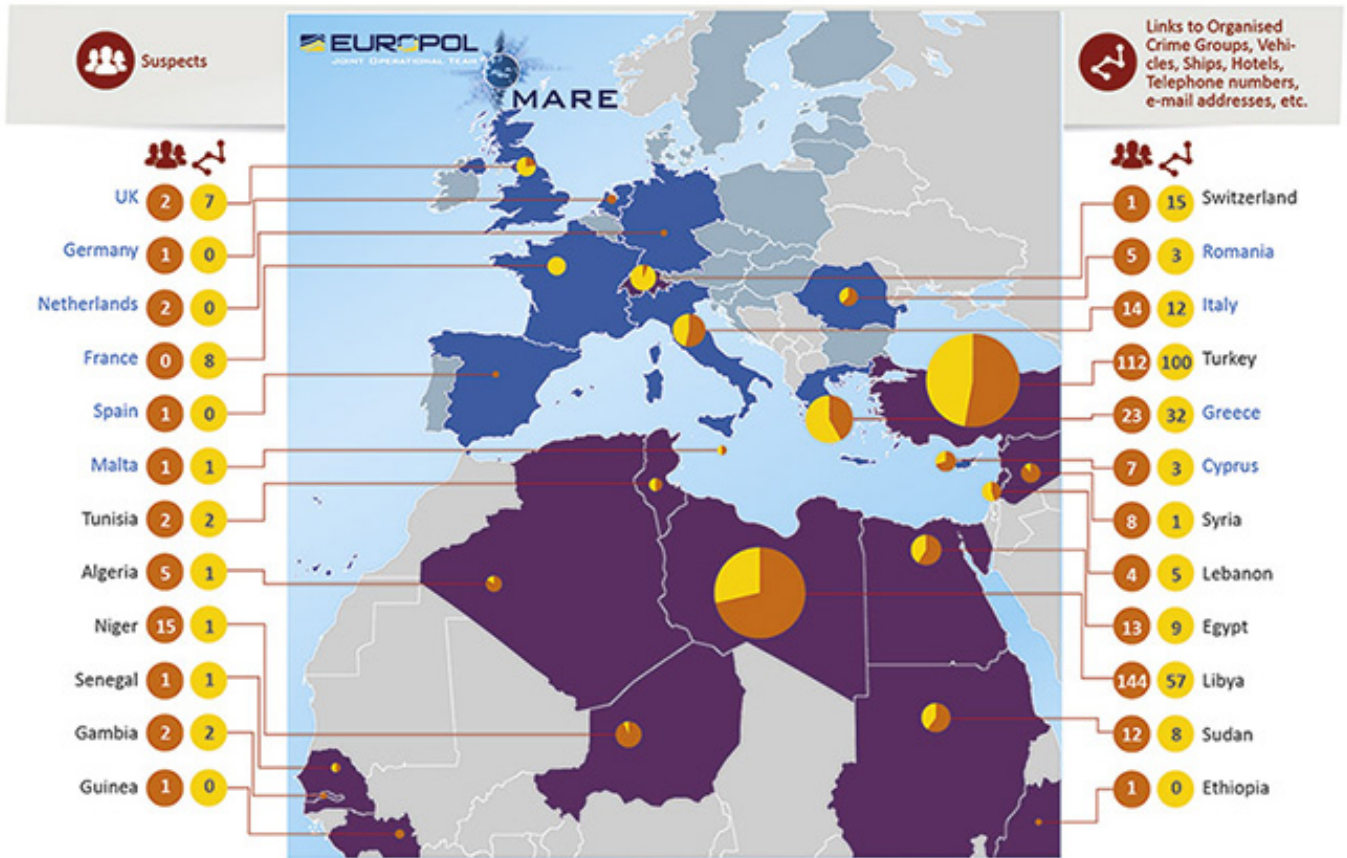 Suspects
EUROPOL
JOINT OPERATIONAL TEAM
MARE
Links to Organised
Crime Groups, Vehi-
cles, Ships, Hotels,
Telephone numbers,
e-mail addresses, etc.
UK 2 7
Germany 1 0
Netherlands 2 0
France 0 8
Spain 1 0
Malta 1 1
Tunisia 2 2
Algeria 5 1
Niger 15 1
Senegal 1 1
Gambia 2 2
Guinea 1 0
1 15 Switzerland
5 3 Romania
14 12 Italy
112 100 Turkey
23 32 Greece
7 3 Cyprus
8 1 Syria
4 5 Lebanon
13 9 Egypt
144 57 Libya
12 8 Sudan
1 0 Ethiopia